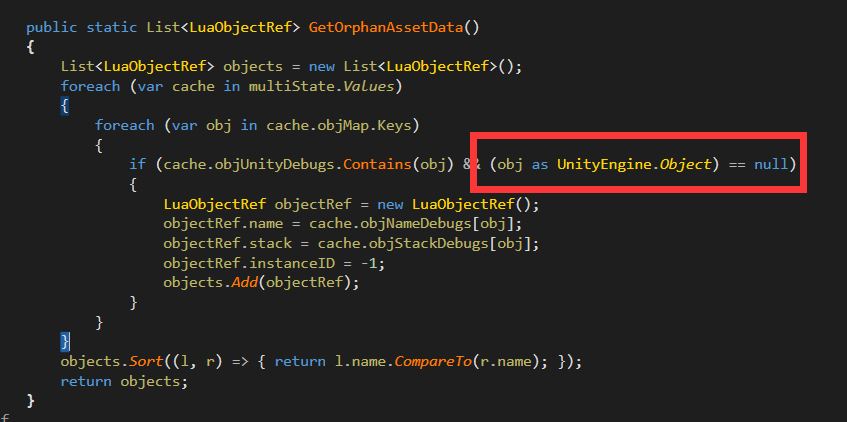 public static List<LuaObjectRef> GetOrphanAssetData()
{
    List<LuaObjectRef> objects = new List<LuaObjectRef>();
    foreach (var cache in multiState.Values)
    {
        foreach (var obj in cache.objMap.Keys)
        {
            if (cache.objUnityDebugs.Contains(obj) && (obj as UnityEngine.Object) == null)
            {
                LuaObjectRef objectRef = new LuaObjectRef();
                objectRef.name = cache.objNameDebugs[obj];
                objectRef.stack = cache.objStackDebugs[obj];
                objectRef.instanceID = -1;
                objects.Add(objectRef);
            }
        }
    }
    objects.Sort((l, r) => { return l.name.CompareTo(r.name); });
    return objects;
}